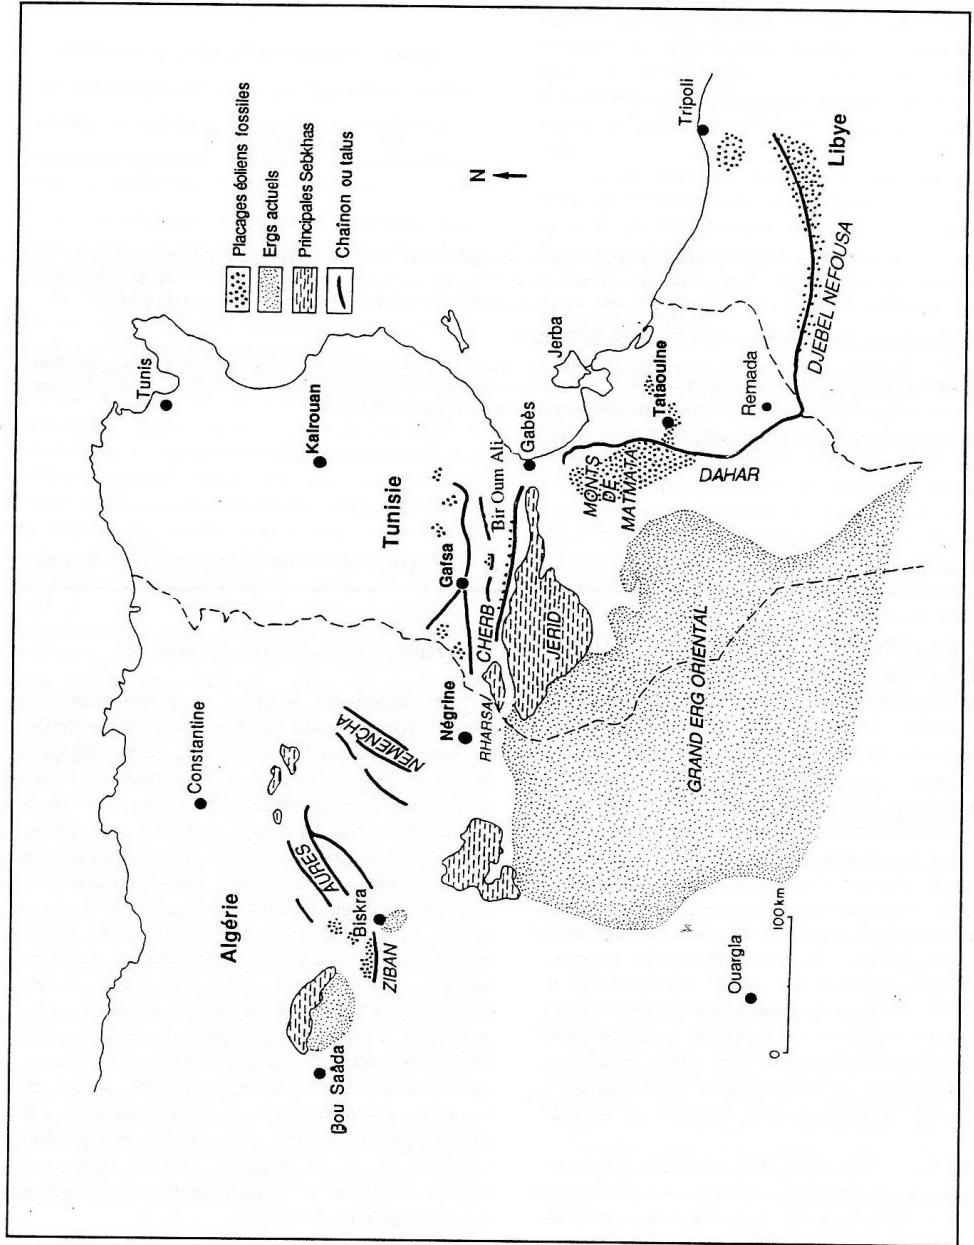 Tunis
Constantine
Algérie
Kairouan
Bou Saâda
AURES
Biskra
ZIBAN
NEMENCHA
Tunisie
Négrine
Gafsa
RHARSA
CHERB
Bir Oum Ali
JERID
Gabès
Jerba
MONTS
DE
MATMATA
Tataouine
DAHAR
Remada
Tripoli
DJEBEL NEFOUSA
Libye
GRAND ERG ORIENTAL
Ouargla
0 100 km
N
Placages éoliens fossiles
Ergs actuels
Principales Sebkhas
Chaînon ou talus